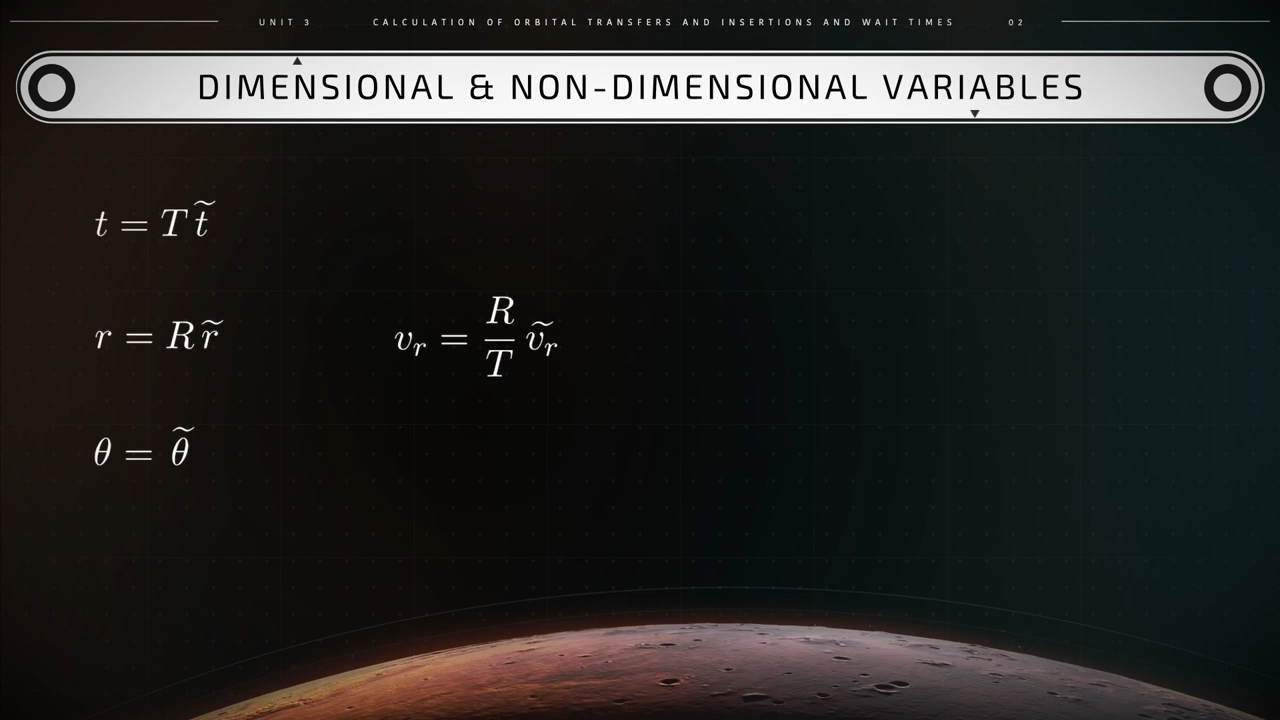 UNIT 3 CALCULATION OF ORBITAL TRANSFERS AND INSERTIONS AND WAIT TIMES 02
DIMENSIONAL & NON-DIMENSIONAL VARIABLES
t = T t̃
r = R r̃
v_r = R/T ṽ_r
θ = θ̃